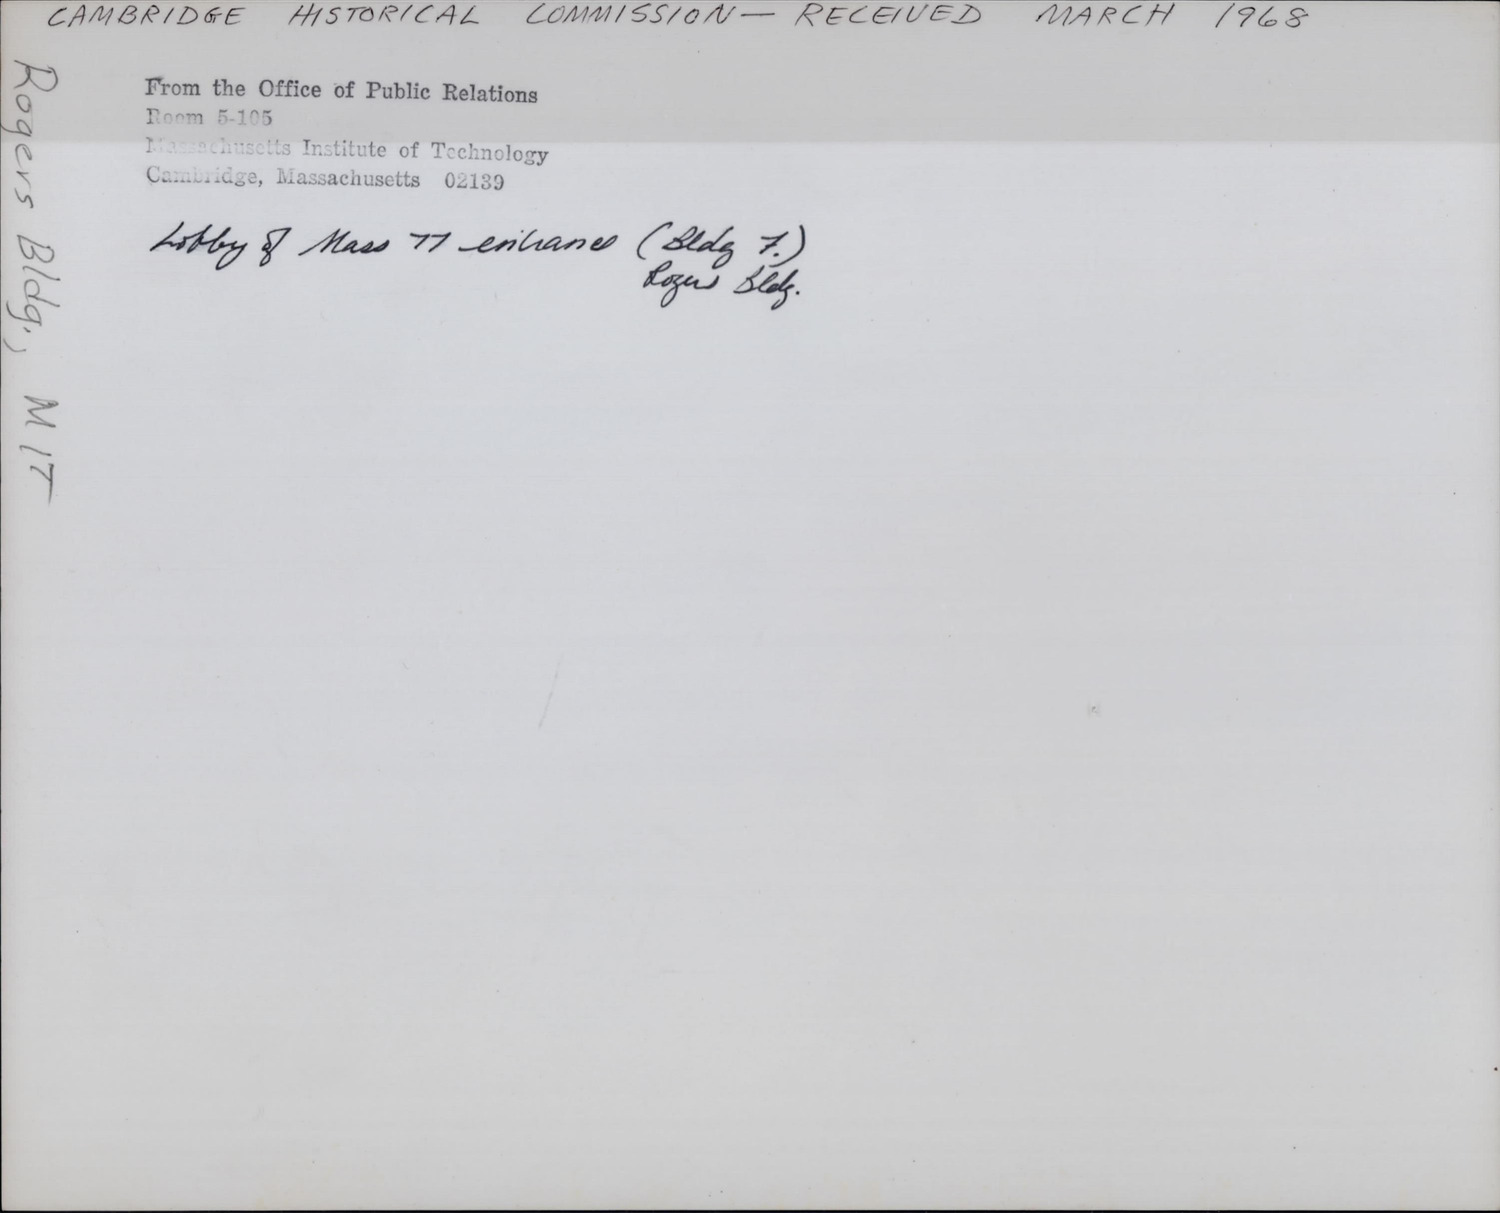 CAMBRIDGE HISTORICAL COMMISSION — RECEIVED MARCH 1968
Rogers Bldg., MIT
From the Office of Public Relations
Room 5-105
Massachusetts Institute of Technology
Cambridge, Massachusetts 02139
Lobby of Mass 77 entrance (Bldg 7.)
Rogers Bldg.